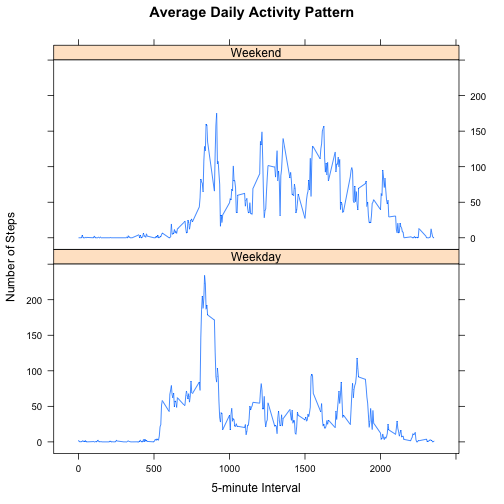 Average Daily Activity Pattern
Weekend
200
150
100
50
0
Number of Steps
Weekday
200
150
100
50
0
0 500 1000 1500 2000
5-minute Interval